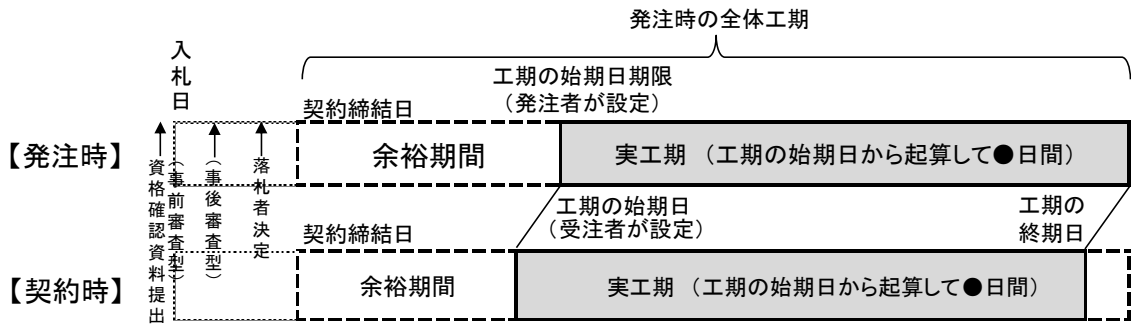 発注時の全体工期
入札日
工期の始期日期限
（発注者が設定）
契約締結日
【発注時】
余裕期間
実工期 （工期の始期日から起算して●日間）
資格確認資料提出
（事前審査型）
（事後審査型）
落札者決定
工期の始期日
（受注者が設定）
工期の
終期日
契約締結日
【契約時】
余裕期間
実工期 （工期の始期日から起算して●日間）